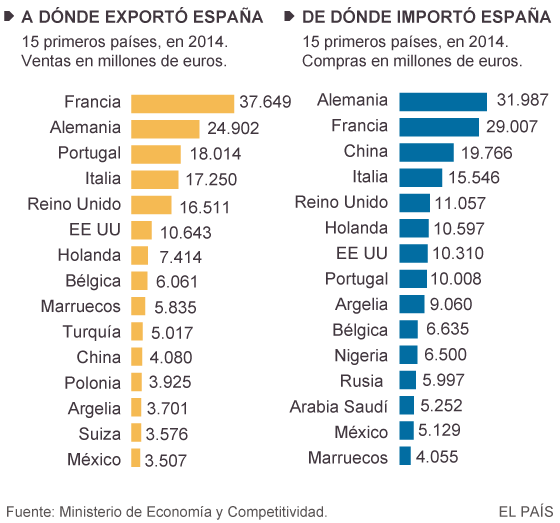 A DÓNDE EXPORTÓ ESPAÑA
15 primeros países, en 2014.
Ventas en millones de euros.
Francia 37.649
Alemania 24.902
Portugal 18.014
Italia 17.250
Reino Unido 16.511
EE UU 10.643
Holanda 7.414
Bélgica 6.061
Marruecos 5.835
Turquía 5.017
China 4.080
Polonia 3.925
Argelia 3.701
Suiza 3.576
México 3.507
DE DÓNDE IMPORTÓ ESPAÑA
15 primeros países, en 2014.
Compras en millones de euros.
Alemania 31.987
Francia 29.007
China 19.766
Italia 15.546
Reino Unido 11.057
Holanda 10.597
EE UU 10.310
Portugal 10.008
Argelia 9.060
Bélgica 6.635
Nigeria 6.500
Rusia 5.997
Arabia Saudí 5.252
México 5.129
Marruecos 4.055
Fuente: Ministerio de Economía y Competitividad.
EL PAÍS